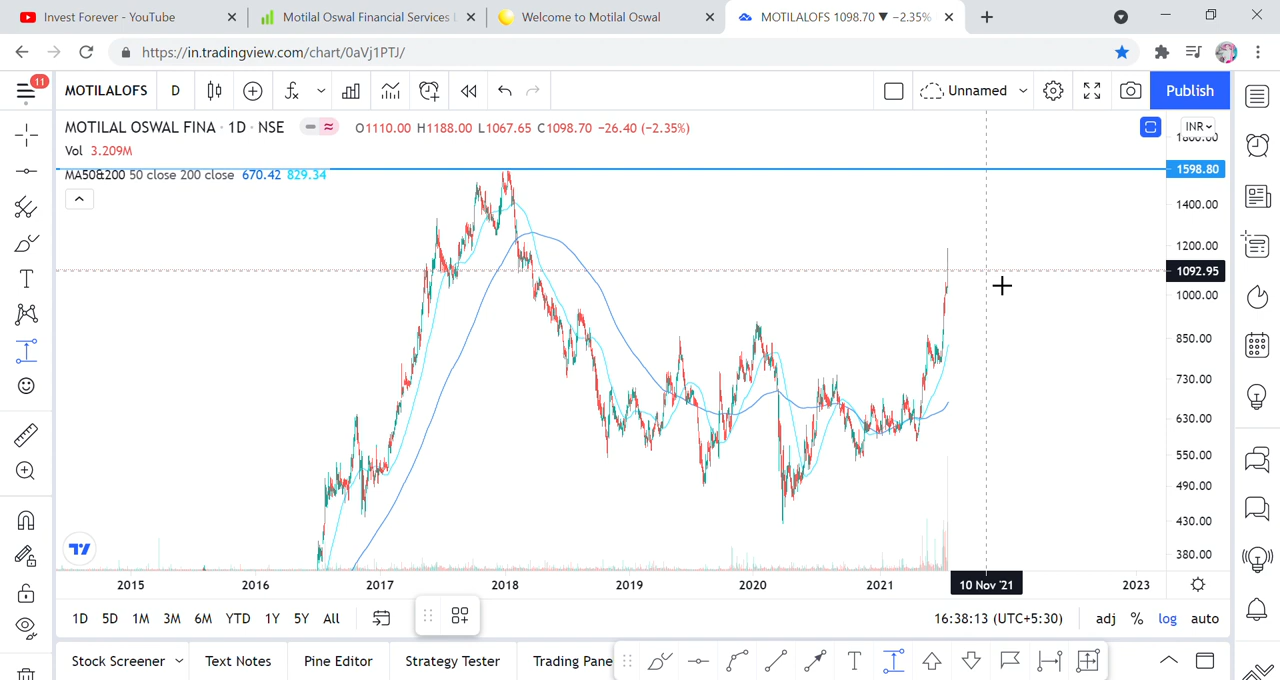 Invest Forever - YouTube
Motilal Oswal Financial Services
Welcome to Motilal Oswal
MOTILALOFS 1098.70 ▼ −2.35%
https://in.tradingview.com/chart/0aVj1PTJ/
11
MOTILALOFS
D
Unnamed
Publish
MOTILAL OSWAL FINA · 1D · NSE
O1110.00 H1188.00 L1067.65 C1098.70 −26.40 (−2.35%)
INR
Vol 3.209M
MA50&200 50 close 200 close 670.42 829.34
1600.00
1598.80
1400.00
1200.00
1092.95
1000.00
850.00
730.00
630.00
550.00
490.00
430.00
380.00
2015
2016
2017
2018
2019
2020
2021
10 Nov '21
2023
1D
5D
1M
3M
6M
YTD
1Y
5Y
All
16:38:13 (UTC+5:30)
adj
%
log
auto
Stock Screener
Text Notes
Pine Editor
Strategy Tester
Trading Pane